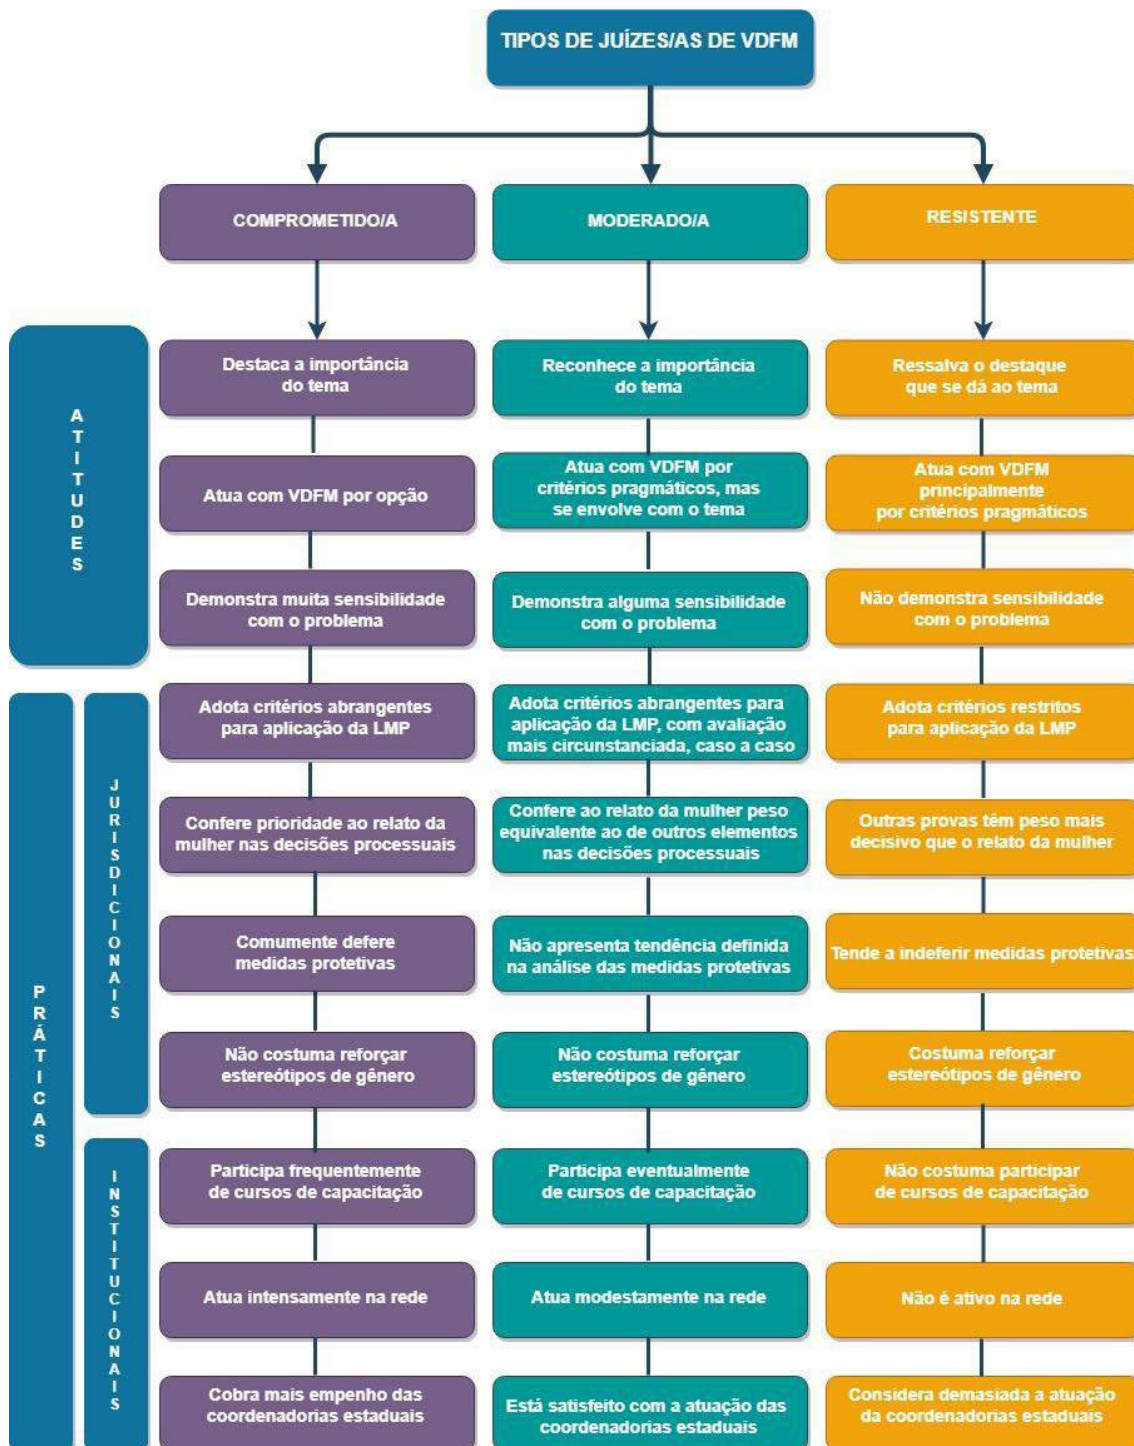 TIPOS DE JUÍZES/AS DE VDFM
COMPROMETIDO/A
MODERADO/A
RESISTENTE
ATITUDES
Destaca a importância
do tema
Reconhece a importância
do tema
Ressalva o destaque
que se dá ao tema
Atua com VDFM por opção
Atua com VDFM por
critérios pragmáticos, mas
se envolve com o tema
Atua com VDFM
principalmente
por critérios pragmáticos
Demonstra muita sensibilidade
com o problema
Demonstra alguma sensibilidade
com o problema
Não demonstra sensibilidade
com o problema
PRÁTICAS
JURISDICIONAIS
Adota critérios abrangentes
para aplicação da LMP
Adota critérios abrangentes para
aplicação da LMP, com avaliação
mais circunstanciada, caso a caso
Adota critérios restritos
para aplicação da LMP
Confere prioridade ao relato da
mulher nas decisões processuais
Confere ao relato da mulher peso
equivalente ao de outros elementos
nas decisões processuais
Outras provas têm peso mais
decisivo que o relato da mulher
Comumente defere
medidas protetivas
Não apresenta tendência definida
na análise das medidas protetivas
Tende a indeferir medidas protetivas
Não costuma reforçar
estereótipos de gênero
Não costuma reforçar
estereótipos de gênero
Costuma reforçar
estereótipos de gênero
INSTITUCIONAIS
Participa frequentemente
de cursos de capacitação
Participa eventualmente
de cursos de capacitação
Não costuma participar
de cursos de capacitação
Atua intensamente na rede
Atua modestamente na rede
Não é ativo na rede
Cobra mais empenho das
coordenadorias estaduais
Está satisfeito com a atuação das
coordenadorias estaduais
Considera demasiada a atuação
da coordenadorias estaduais